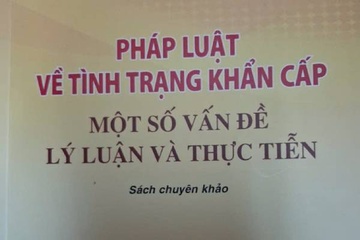 PHÁP LUẬT
VỀ TÌNH TRẠNG KHẨN CẤP
MỘT SỐ VẤN ĐỀ
LÝ LUẬN VÀ THỰC TIỄN
Sách chuyên khảo